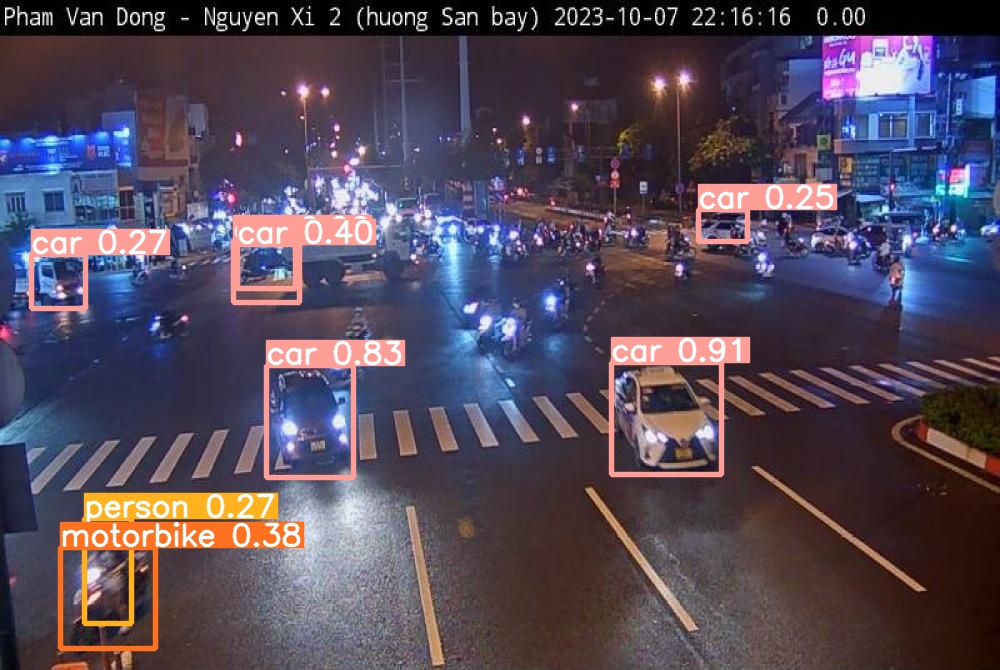 Pham Van Dong - Nguyen Xi 2 (huong San bay) 2023-10-07 22:16:16 0.00
car 0.25
car 0.27
car 0.40
car 0.83
car 0.91
person 0.27
motorbike 0.38